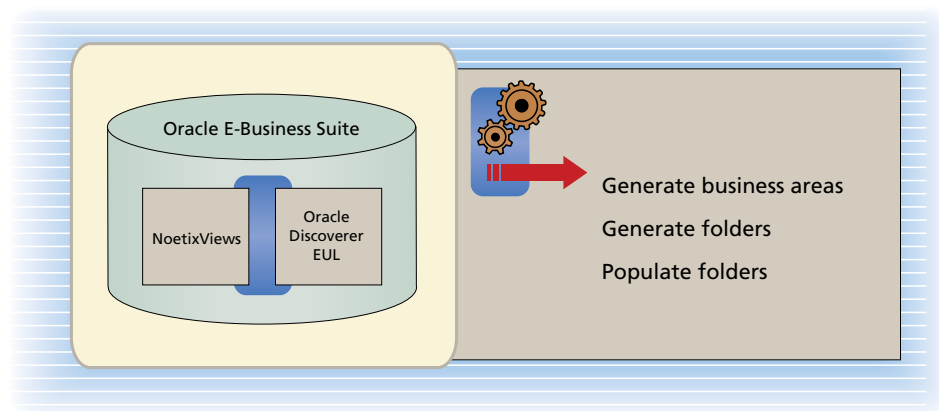 Oracle E-Business Suite
NoetixViews
Oracle
Discoverer
EUL
Generate business areas
Generate folders
Populate folders